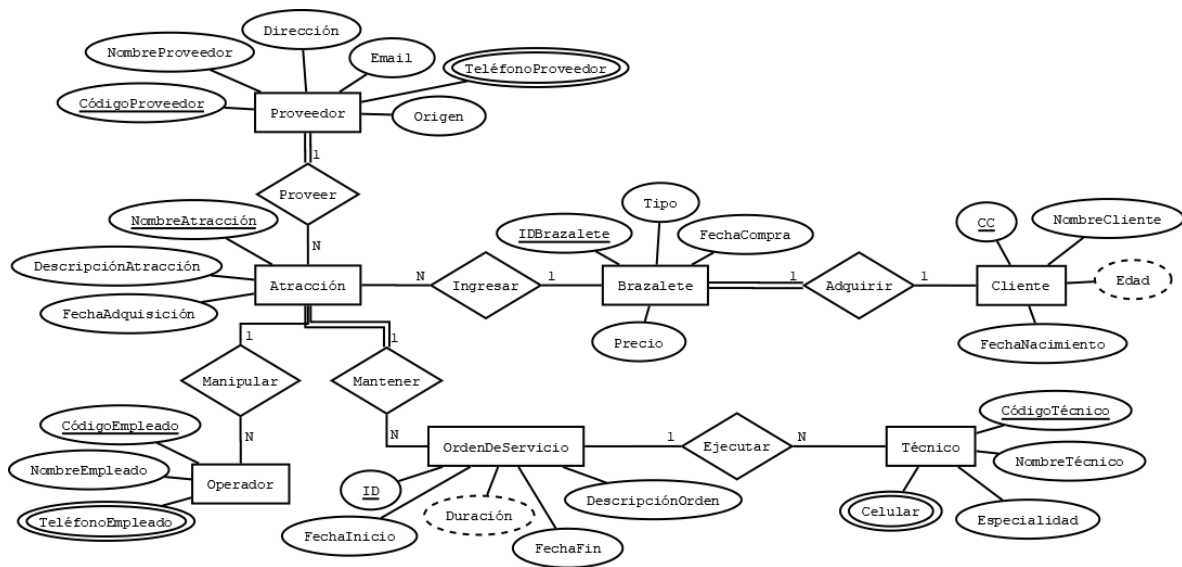 Dirección
NombreProveedor
Email
TeléfonoProveedor
CódigoProveedor
Proveedor
Origen
1
Proveer
N
NombreAtracción
DescripciónAtracción
Atracción
FechaAdquisición
N
Ingresar
1
Tipo
IDBrazalete
FechaCompra
Brazalete
Precio
1
Adquirir
1
CC
NombreCliente
Cliente
Edad
FechaNacimiento
1
Manipular
N
1
Mantener
N
CódigoEmpleado
NombreEmpleado
Operador
TeléfonoEmpleado
OrdenDeServicio
ID
FechaInicio
Duración
FechaFin
DescripciónOrden
1
Ejecutar
N
Técnico
CódigoTécnico
NombreTécnico
Celular
Especialidad